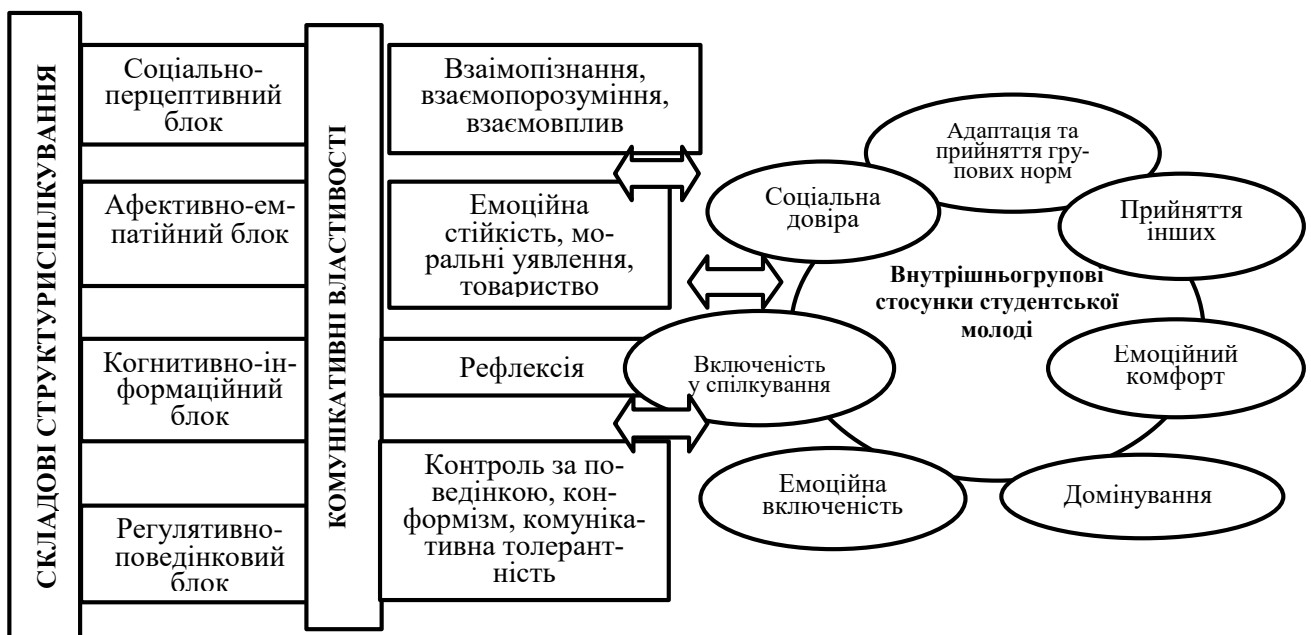 СКЛАДОВІ СТРУКТУРИСПІЛКУВАННЯ
Соціально-
перцептивний
блок
Афективно-ем-
патійний блок
Когнитивно-ін-
формаційний
блок
Регулятивно-
поведінковий
блок
КОМУНІКАТИВНІ ВЛАСТИВОСТІ
Взаімопізнання,
взаємопорозуміння,
взаємовплив
Емоційна
стійкість, мо-
ральні уявлення,
товариство
Рефлексія
Контроль за по-
ведінкою, кон-
формізм, комуніка-
тивна толерант-
ність
Адаптація та
прийняття гру-
пових норм
Соціальна
довіра
Прийняття
інших
Внутрішньогрупові
стосунки студентської
молоді
Включеність
у спілкування
Емоційний
комфорт
Емоційна
включеність
Домінування